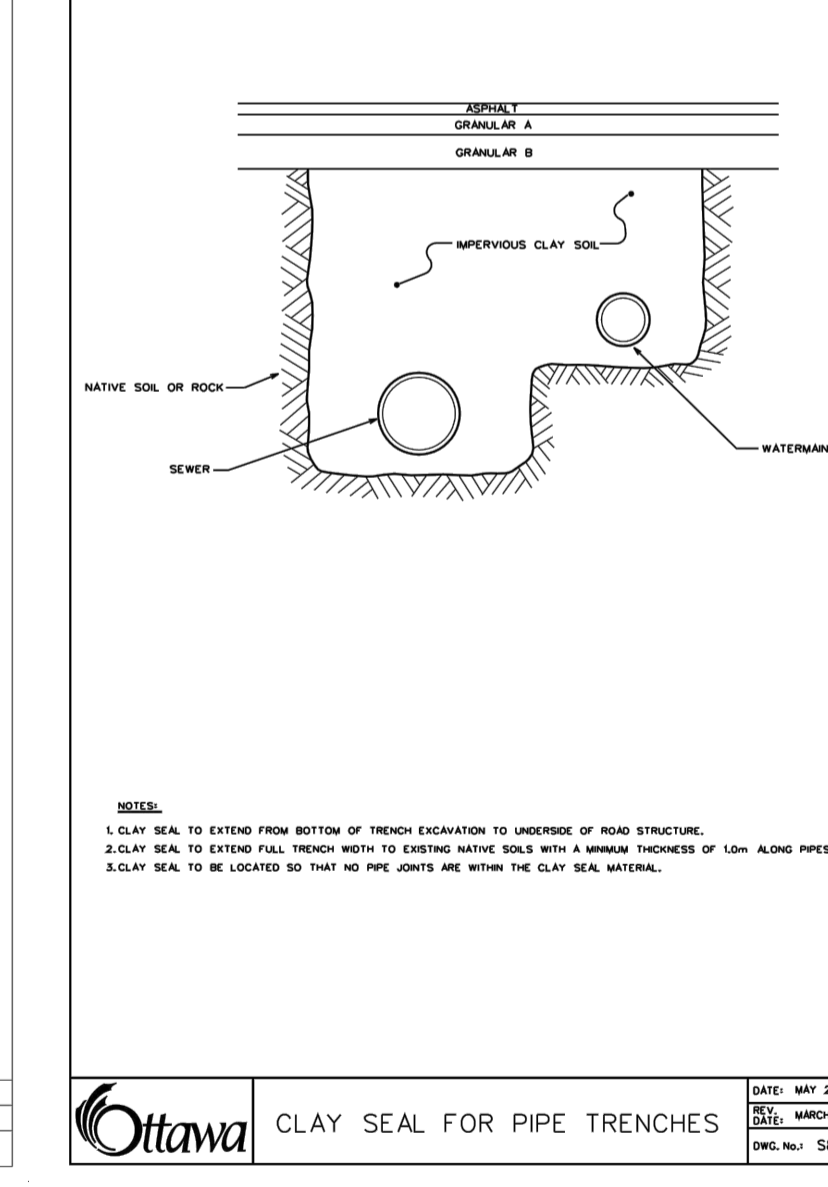 ASPHALT
GRANULAR A
GRANULAR B
IMPERVIOUS CLAY SOIL
NATIVE SOIL OR ROCK
WATERMAIN
SEWER
NOTES:
1. CLAY SEAL TO EXTEND FROM BOTTOM OF TRENCH EXCAVATION TO UNDERSIDE OF ROAD STRUCTURE.
2.CLAY SEAL TO EXTEND FULL TRENCH WIDTH TO EXISTING NATIVE SOILS WITH A MINIMUM THICKNESS OF 1.0m ALONG PIPES
3.CLAY SEAL TO BE LOCATED SO THAT NO PIPE JOINTS ARE WITHIN THE CLAY SEAL MATERIAL.
Ottawa
CLAY SEAL FOR PIPE TRENCHES
DATE: MAY
REV. DATE: MARCH
DWG. No.: